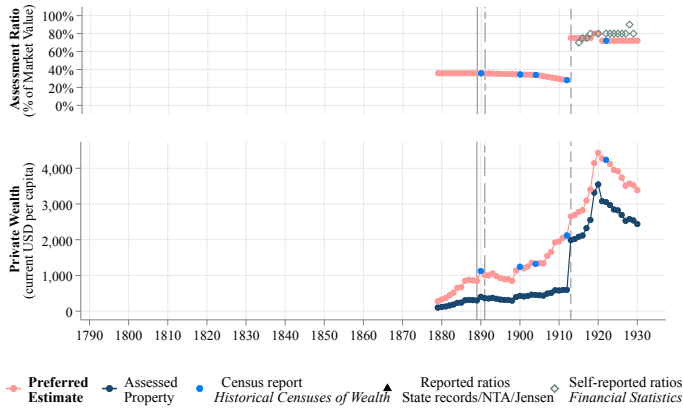 Assessment Ratio
(% of Market Value)
100%
80%
60%
40%
20%
0%
Private Wealth
(current USD per capita)
4,000
3,000
2,000
1,000
0
1790 1800 1810 1820 1830 1840 1850 1860 1870 1880 1890 1900 1910 1920 1930
Preferred Assessed Census report Reported ratios Self-reported ratios
Estimate Property Historical Censuses of Wealth State records/NTA/Jensen Financial Statistics